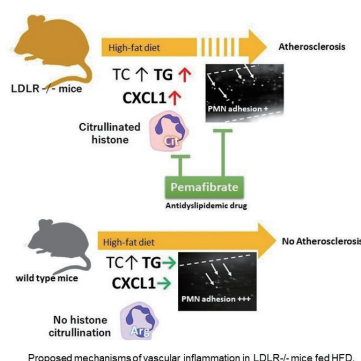 High-fat diet
Atherosclerosis
LDLR -/- mice
TC ↑ TG ↑
CXCL1 ↑
PMN adhesion +
Citrullinated
histone
Cit
Pemafibrate
Antidyslipidemic drug
High-fat diet
No Atherosclerosis
wild type mice
TC↑ TG→
CXCL1→
PMN adhesion +++
No histone
citrullination
Arg
Proposed mechanisms of vascular inflammation in LDLR-/- mice fed HFD.